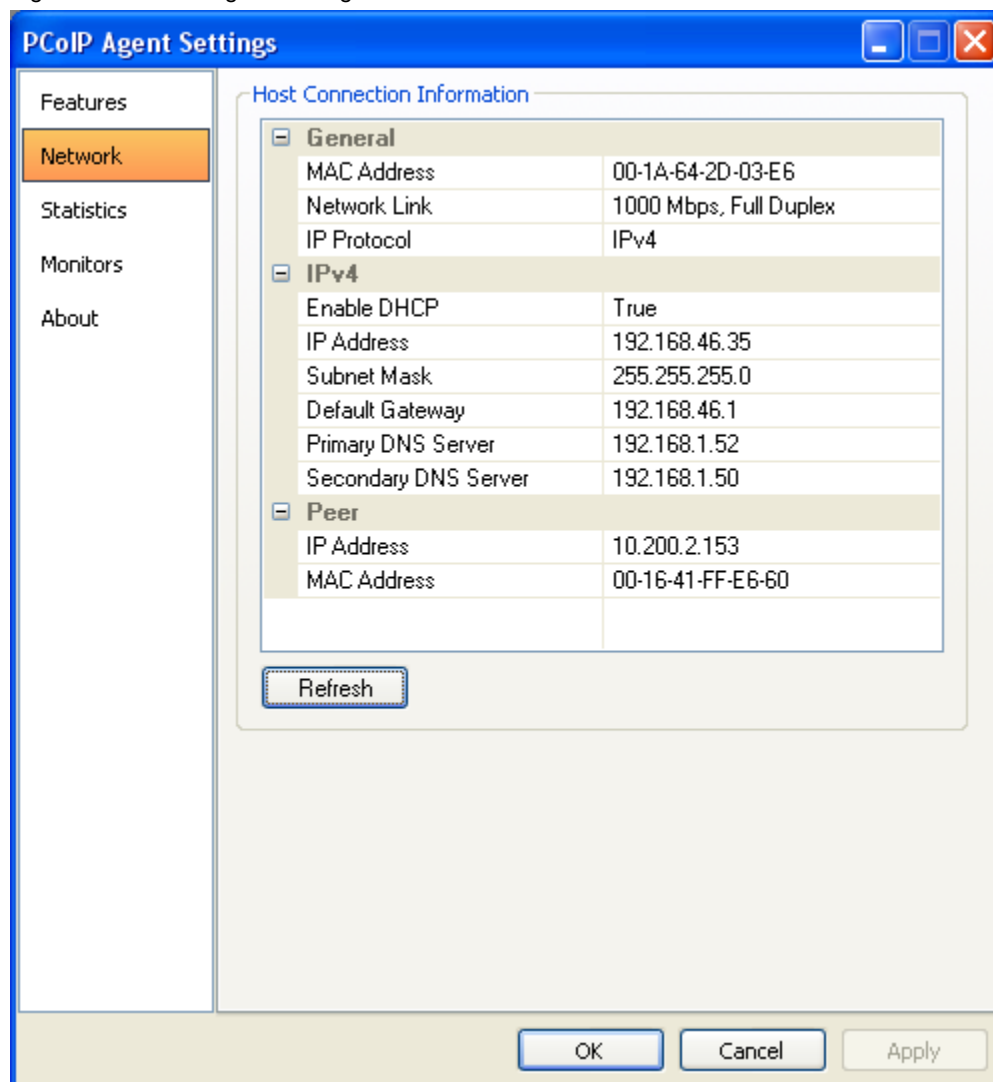 PCoIP Agent Settings
Features
Network
Statistics
Monitors
About
Host Connection Information
General
MAC Address 00-1A-64-2D-03-E6
Network Link 1000 Mbps, Full Duplex
IP Protocol IPv4
IPv4
Enable DHCP True
IP Address 192.168.46.35
Subnet Mask 255.255.255.0
Default Gateway 192.168.46.1
Primary DNS Server 192.168.1.52
Secondary DNS Server 192.168.1.50
Peer
IP Address 10.200.2.153
MAC Address 00-16-41-FF-E6-60
Refresh
OK Cancel Apply